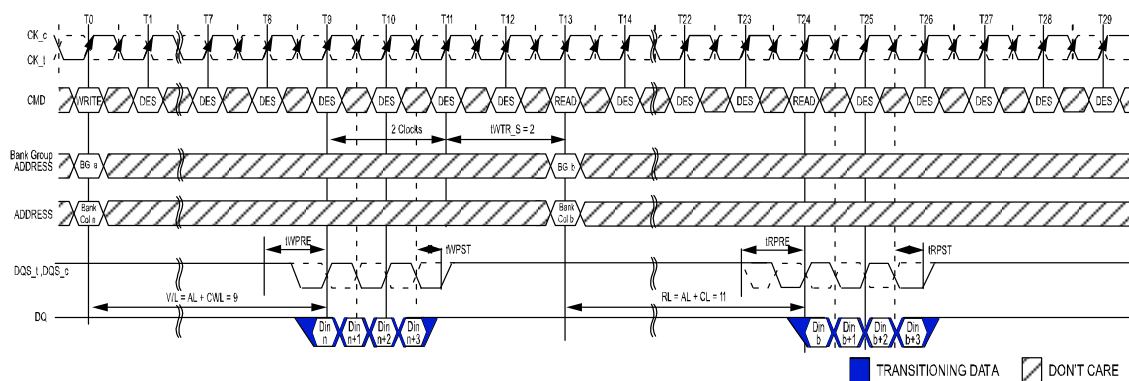 T0 T1 T7 T8 T9 T10 T11 T12 T13 T14 T22 T23 T24 T25 T26 T27 T28 T29
CK_c
CK_t
CMD WRITE DES DES DES DES DES DES DES READ DES DES DES READ DES DES DES DES DES
2 Clocks tWTR_S = 2
Bank Group
ADDRESS BG a BG b
ADDRESS Bank Col n Bank Col b
tWPRE tWPST tRPRE tRPST
DQS_t ,DQS_c
WL = AL + CWL = 9 RL = AL + CL = 11
DQ Din n Din n+1 Din n+2 Din n+3 Din b Din b+1 Din b+2 Din b+3
TRANSITIONING DATA DON'T CARE